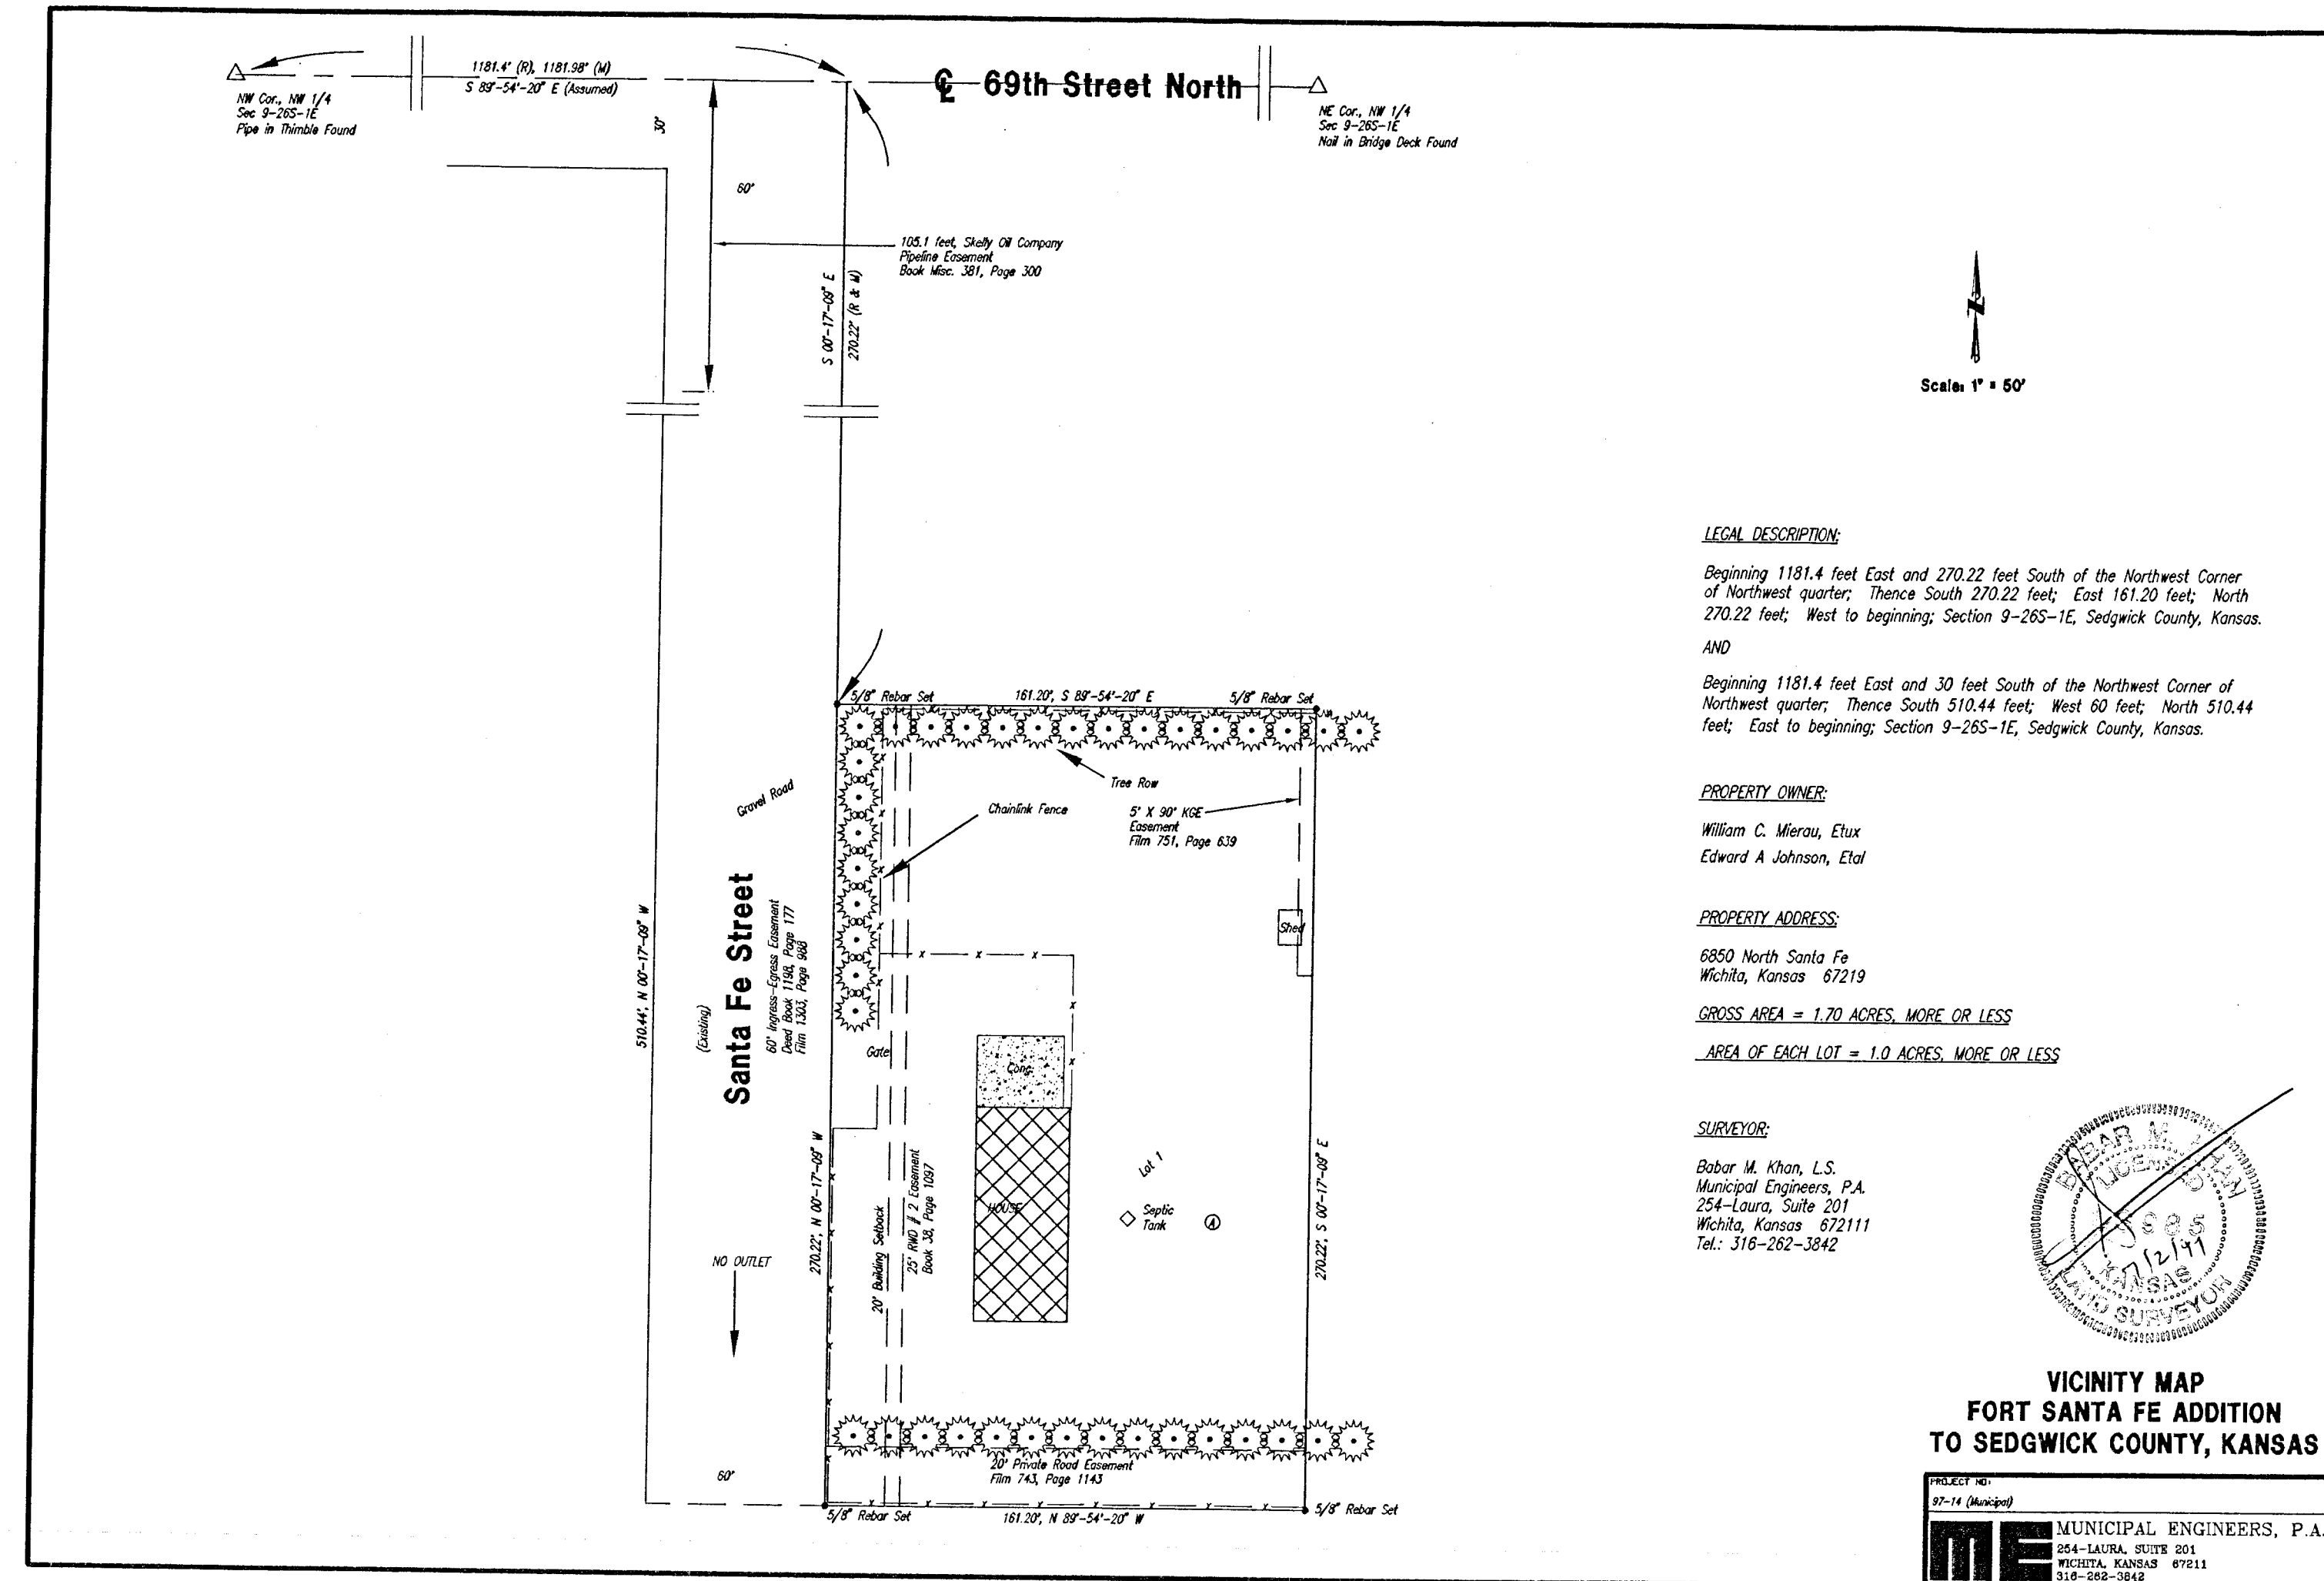 1181.4' (R), 1181.98' (M)
S 89°-54'-20" E (Assumed)
℄ 69th Street North
NW Cor., NW 1/4
Sec 9-26S-1E
Pipe in Thimble Found
NE Cor., NW 1/4
Sec 9-26S-1E
Nail in Bridge Deck Found
30'
60'
105.1 feet, Skelly Oil Company
Pipeline Easement
Book Misc. 381, Page 300
S 00°-17'-09" E
270.22' (R & M)
Scale: 1" = 50'
5/8" Rebar Set
161.20', S 89°-54'-20" E
5/8" Rebar Set
Tree Row
Chainlink Fence
5' X 90' KGE
Easement
Film 751, Page 639
Gravel Road
Shed
510.44', N 00°-17'-09" W
(Existing)
Santa Fe Street
60' Ingress-Egress Easement
Deed Book 1198, Page 177
Film 1303, Page 988
Gate
Conc.
HOUSE
Lot 1
Septic
Tank
270.22', N 00°-17'-09" W
20' Building Setback
25' RWD # 2 Easement
Book 38, Page 1097
270.22', S 00°-17'-09" E
NO OUTLET
20' Private Road Easement
Film 743, Page 1143
60'
5/8" Rebar Set
161.20', N 89°-54'-20" W
5/8" Rebar Set
LEGAL DESCRIPTION:
Beginning 1181.4 feet East and 270.22 feet South of the Northwest Corner
of Northwest quarter; Thence South 270.22 feet; East 161.20 feet; North
270.22 feet; West to beginning; Section 9-26S-1E, Sedgwick County, Kansas.
AND
Beginning 1181.4 feet East and 30 feet South of the Northwest Corner of
Northwest quarter; Thence South 510.44 feet; West 60 feet; North 510.44
feet; East to beginning; Section 9-26S-1E, Sedgwick County, Kansas.
PROPERTY OWNER:
William C. Mierau, Etux
Edward A Johnson, Etal
PROPERTY ADDRESS:
6850 North Santa Fe
Wichita, Kansas 67219
GROSS AREA = 1.70 ACRES, MORE OR LESS
AREA OF EACH LOT = 1.0 ACRES, MORE OR LESS
SURVEYOR:
Babar M. Khan, L.S.
Municipal Engineers, P.A.
254-Laura, Suite 201
Wichita, Kansas 672111
Tel.: 316-262-3842
BABAR M. KHAN
LICENSED
KANSAS
LAND SURVEYOR
VICINITY MAP
FORT SANTA FE ADDITION
TO SEDGWICK COUNTY, KANSAS
PROJECT NO:
97-14 (Municipal)
ME
MUNICIPAL ENGINEERS, P.A.
254-LAURA, SUITE 201
WICHITA, KANSAS 67211
316-262-3842